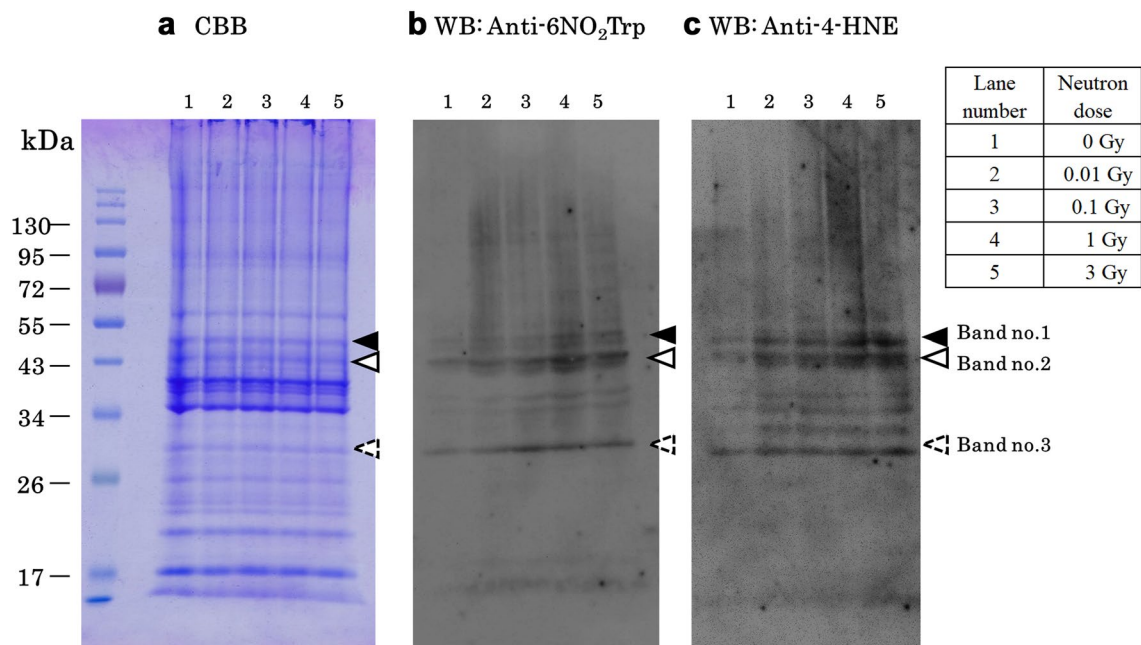 a CBB
b WB: Anti-6NO₂Trp
c WB: Anti-4-HNE
1 2 3 4 5
1 2 3 4 5
1 2 3 4 5
kDa
130
95
72
55
43
34
26
17
Band no.1
Band no.2
Band no.3
Lane number Neutron dose
1 0 Gy
2 0.01 Gy
3 0.1 Gy
4 1 Gy
5 3 Gy